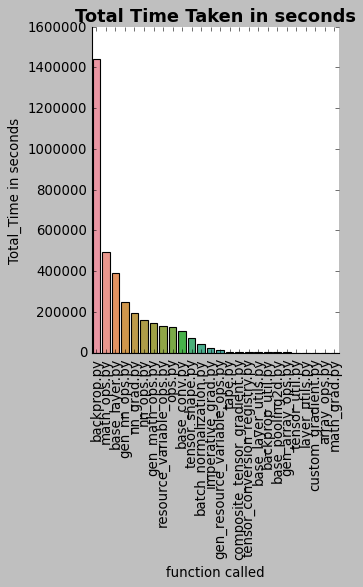 Total Time Taken in seconds
1600000
1400000
1200000
1000000
800000
600000
400000
200000
0
Total_Time in seconds
backprop.py
math_ops.py
base_layer.py
gen_nn_ops.py
nn_grad.py
nn_ops.py
gen_math_ops.py
resource_variable_ops.py
ops.py
base_conv.py
tensor_shape.py
batch_normalization.py
imperative_grad.py
gen_resource_variable_ops.py
tape.py
composite_tensor_gradient.py
tensor_conversion_registry.py
base_layer_utils.py
backprop_util.py
base_pooling2d.py
gen_array_ops.py
tensor_util.py
layer_utils.py
custom_gradient.py
array_ops.py
math_grad.py
function called